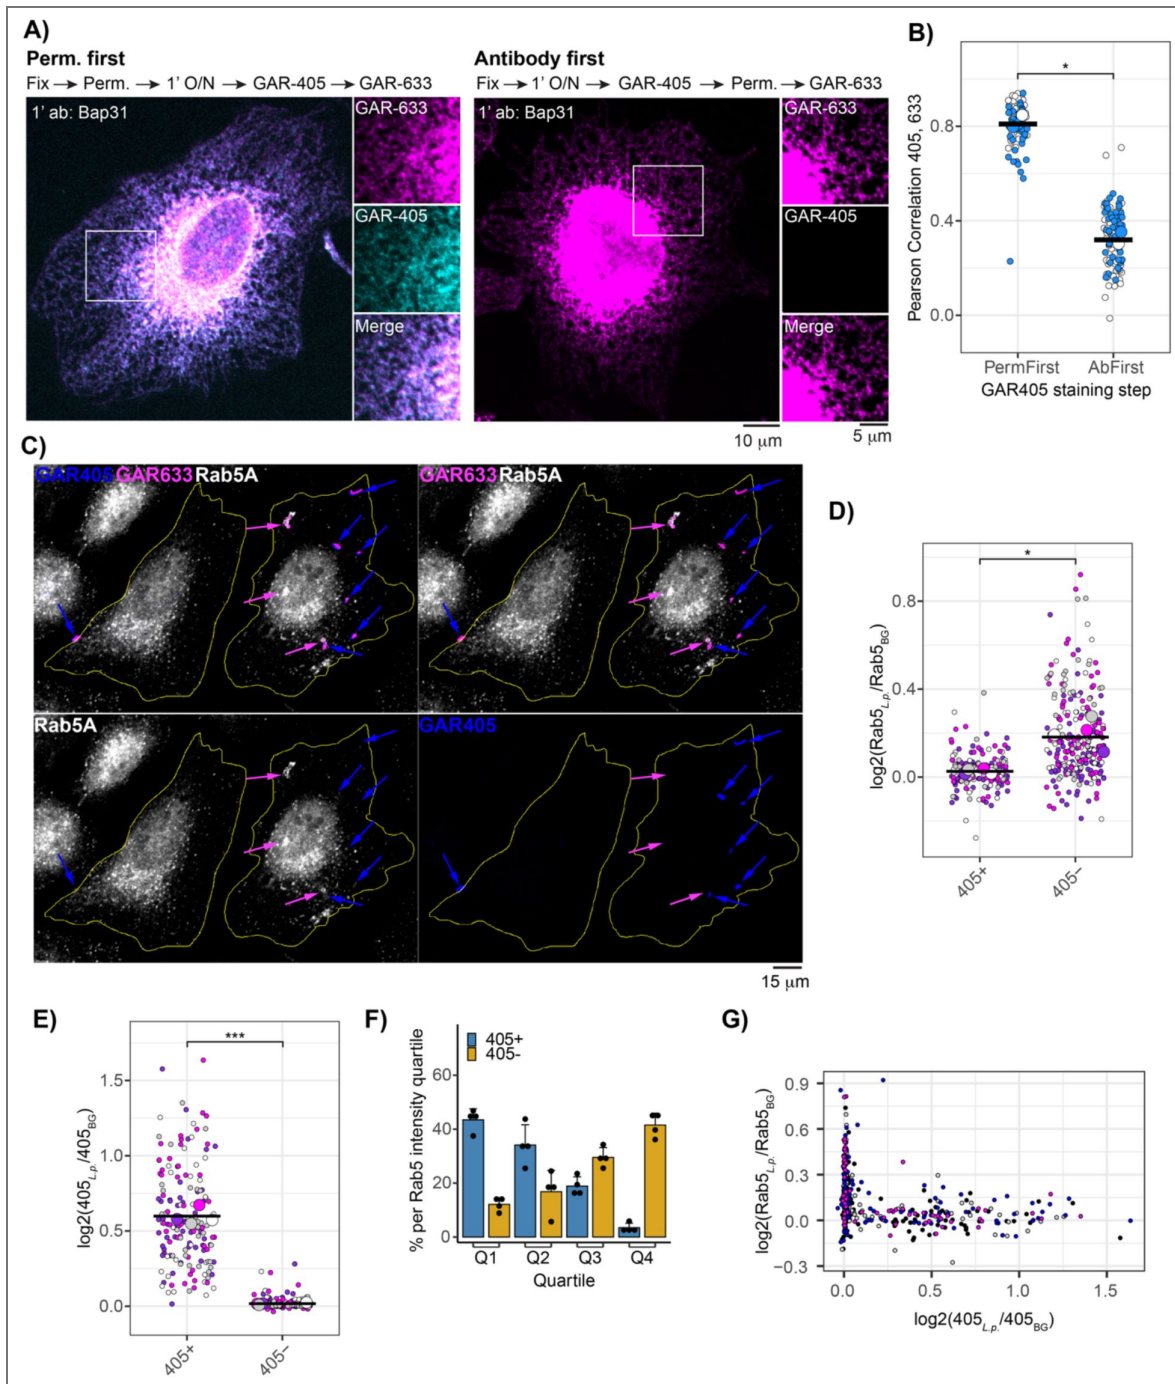 A)
Perm. first
Fix → Perm. → 1' O/N → GAR-405 → GAR-633
1' ab: Bap31
GAR-633
GAR-405
Merge
Antibody first
Fix → 1' O/N → GAR-405 → Perm. → GAR-633
1' ab: Bap31
GAR-633
GAR-405
Merge
10 μm
5 μm
B)
Pearson Correlation 405, 633
*
0.8
0.4
0.0
PermFirst
AbFirst
GAR405 staining step
C)
GAR405 GAR633 Rab5A
GAR633 Rab5A
Rab5A
GAR405
15 μm
D)
log2(Rab5L.p./Rab5BG)
*
0.8
0.4
0.0
405+
405−
E)
log2(405L.p./405BG)
***
1.5
1.0
0.5
0.0
405+
405−
F)
% per Rab5 intensity quartile
405+
405-
60
40
20
0
Q1 Q2 Q3 Q4
Quartile
G)
log2(Rab5L.p./Rab5BG)
0.9
0.6
0.3
0.0
−0.3
0.0 0.5 1.0 1.5
log2(405L.p./405BG)